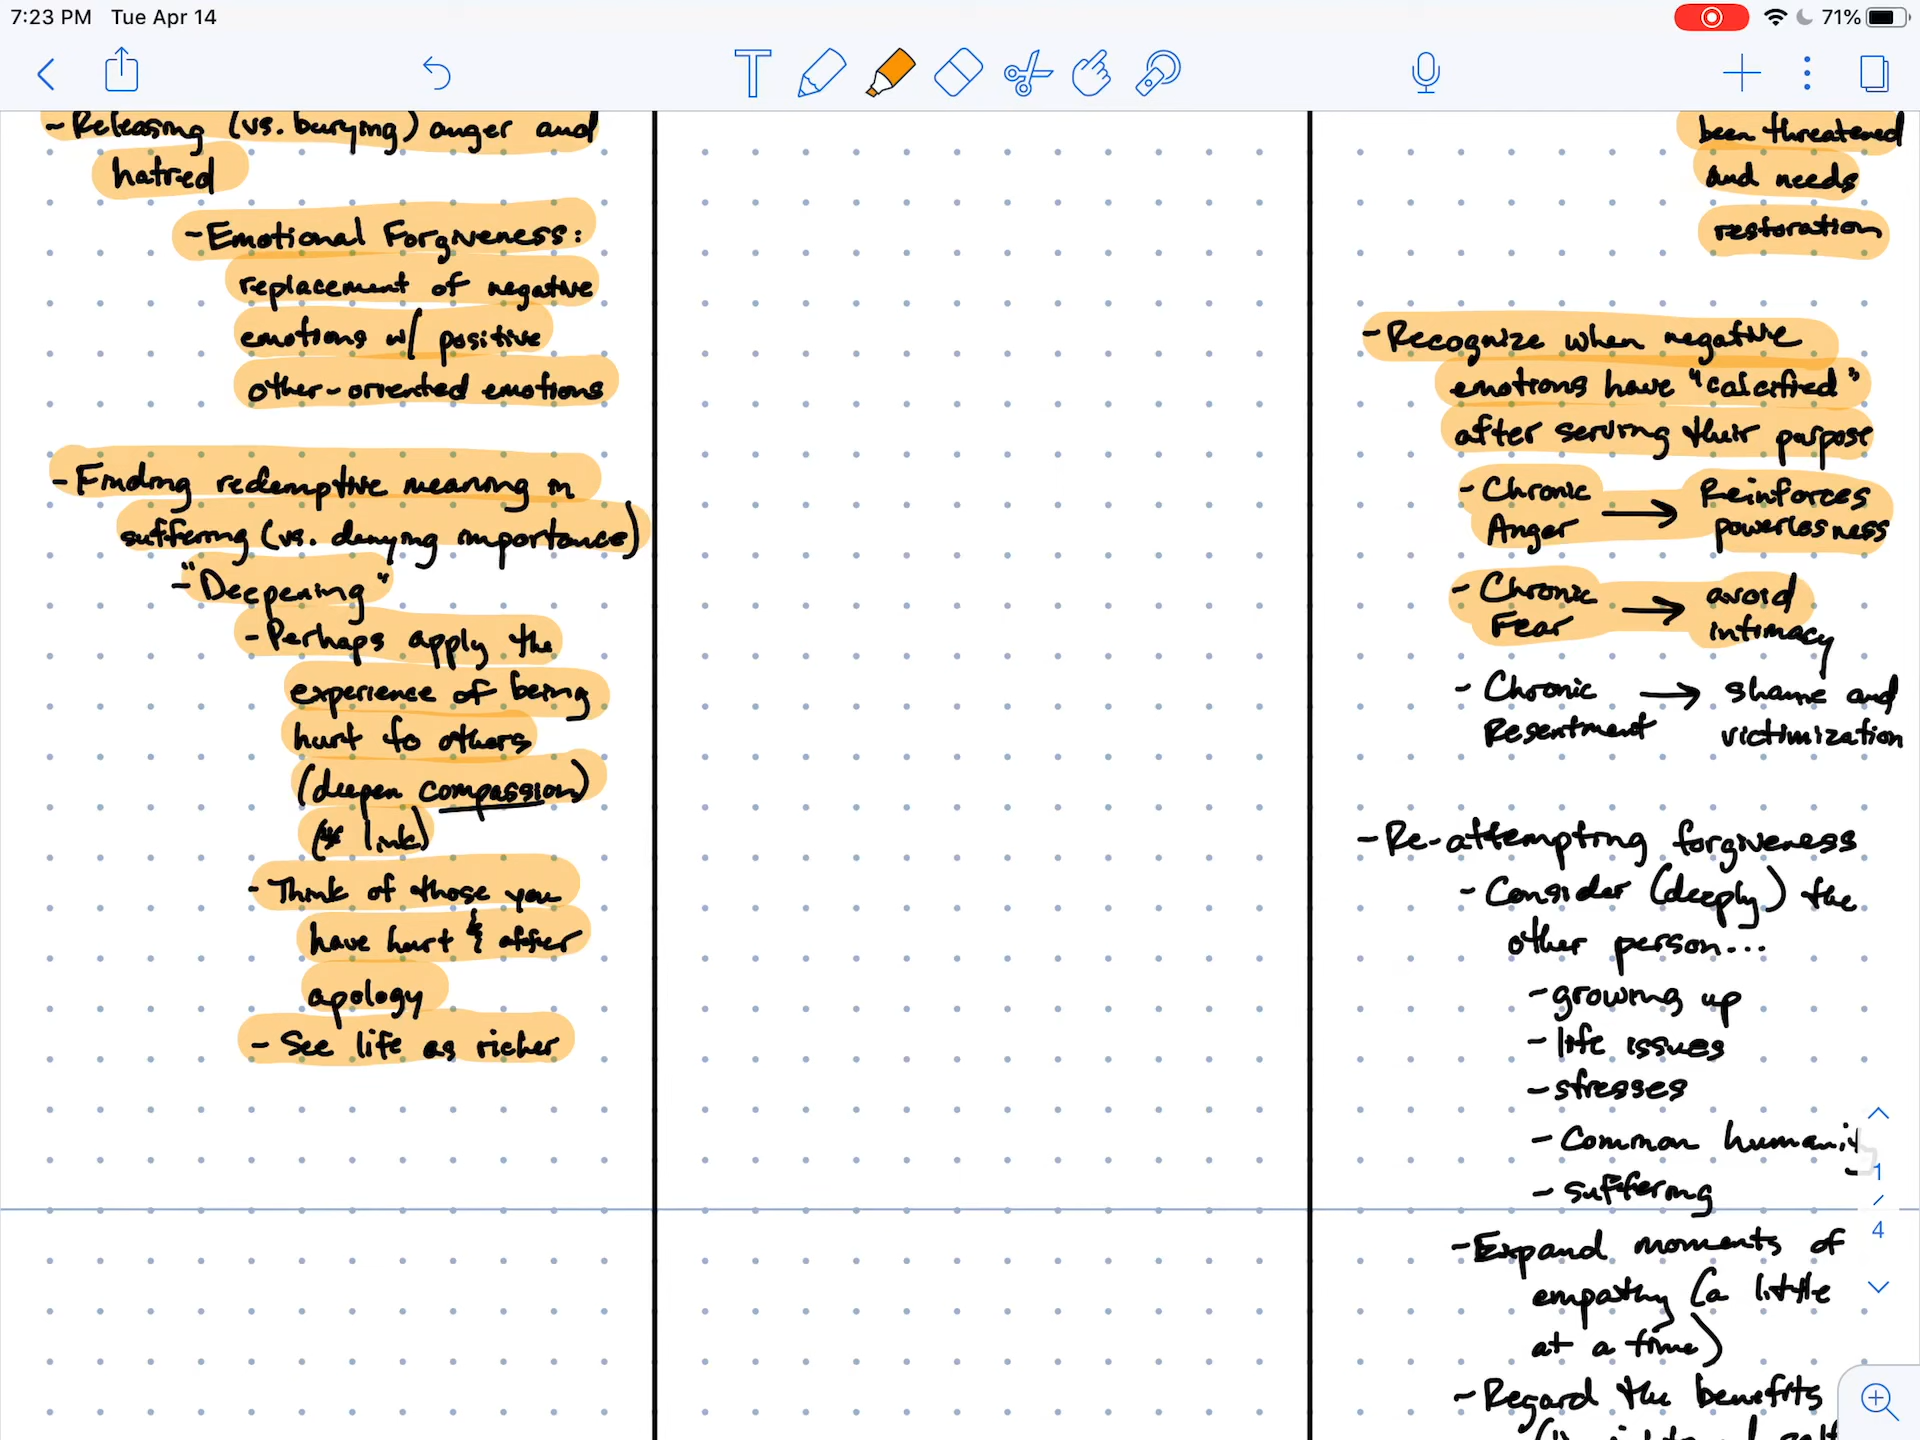 7:23 PM Tue Apr 14
71%
- Releasing (vs. burying) anger and
hatred
- Emotional Forgiveness:
replacement of negative
emotions w/ positive
other-oriented emotions
- Finding redemptive meaning in
suffering (vs. denying importance)
- "Deepening"
- Perhaps apply the
experience of being
hurt to others
(deepen compassion)
(* link)
- Think of those you
have hurt & offer
apology
- See life as richer
been threatened
and needs
restoration
- Recognize when negative
emotions have "calcified"
after serving their purpose
- Chronic Anger → Reinforces powerlessness
- Chronic Fear → avoid intimacy
- Chronic Resentment → shame and victimization
- Re-attempting forgiveness
- Consider (deeply) the
other person...
- growing up
- life issues
- stresses
- Common humanity
- suffering
- Expand moments of
empathy (a little
at a time)
- Regard the benefits
1
/
4